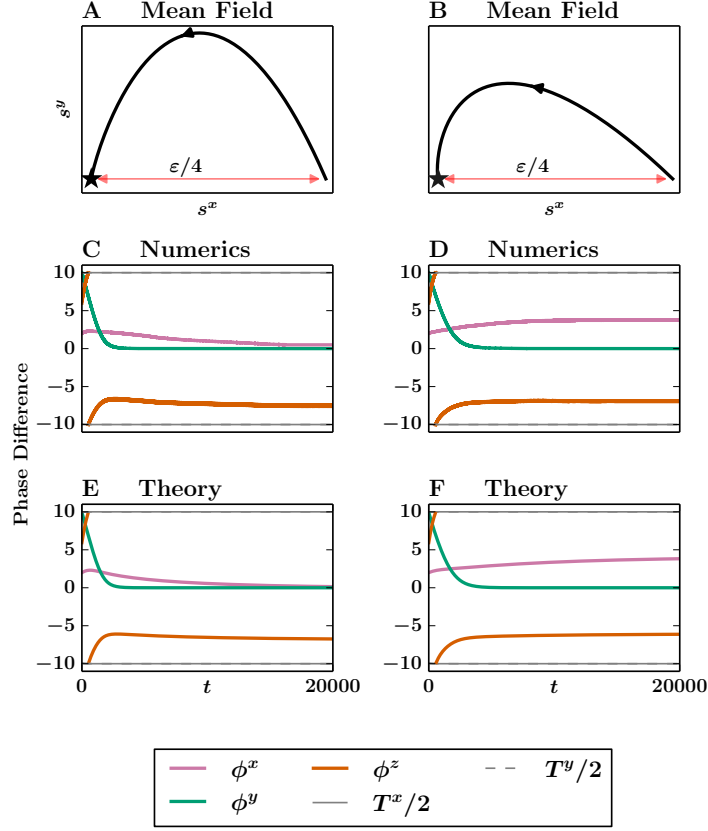 A Mean Field
B Mean Field
s^y
ε/4
ε/4
s^x
s^x
C Numerics
D Numerics
10
5
0
−5
−10
10
5
0
−5
−10
Phase Difference
E Theory
F Theory
10
5
0
−5
−10
10
5
0
−5
−10
0 t 20000
0 t 20000
ϕ^x ϕ^z T^y/2
ϕ^y T^x/2